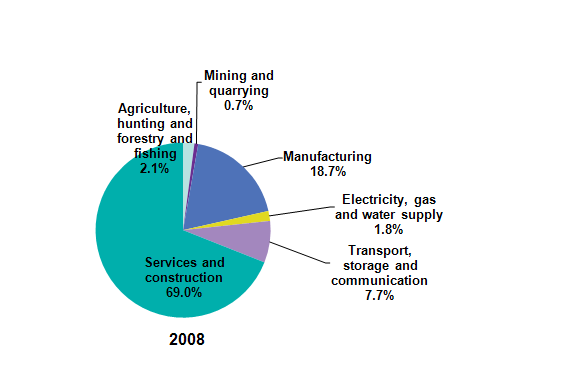 Mining and
quarrying
0.7%
Agriculture,
hunting and
forestry and
fishing
2.1%
Manufacturing
18.7%
Electricity, gas
and water supply
1.8%
Transport,
storage and
communication
7.7%
Services and
construction
69.0%
2008